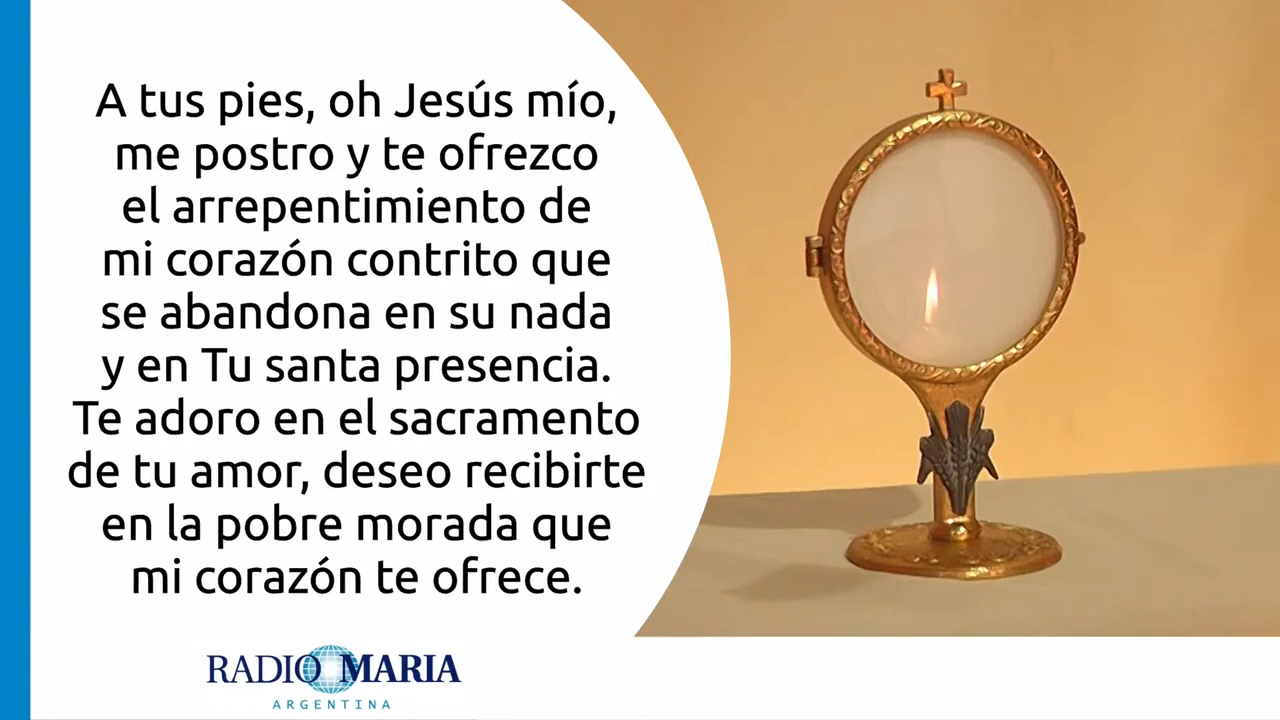 A tus pies, oh Jesús mío,
me postro y te ofrezco
el arrepentimiento de
mi corazón contrito que
se abandona en su nada
y en Tu santa presencia.
Te adoro en el sacramento
de tu amor, deseo recibirte
en la pobre morada que
mi corazón te ofrece.
RADIO MARIA
ARGENTINA